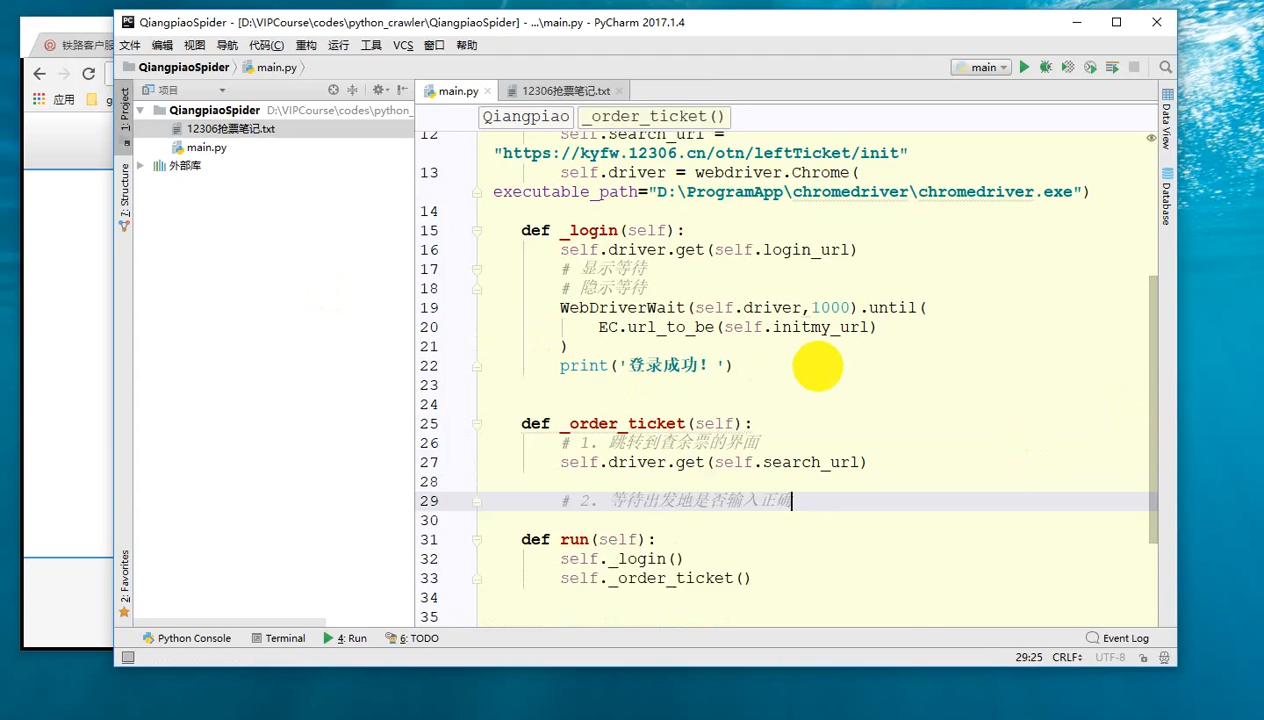 QiangpiaoSpider - [D:\VIPCourse\codes\python_crawler\QiangpiaoSpider] - ...\main.py - PyCharm 2017.1.4
铁路客户服
文件 编辑 视图 导航 代码(C) 重构 运行 工具 VCS 窗口 帮助
QiangpiaoSpider main.py main
应用 g
1: Project
项目
main.py 12306抢票笔记.txt
QiangpiaoSpider D:\VIPCourse\codes\python_
12306抢票笔记.txt
main.py
外部库
7: Structure
2: Favorites
Data View
Database
Qiangpiao _order_ticket()
12 self.search_url =
"https://kyfw.12306.cn/otn/leftTicket/init"
13 self.driver = webdriver.Chrome(
executable_path="D:\ProgramApp\chromedriver\chromedriver.exe")
14
15 def _login(self):
16 self.driver.get(self.login_url)
17 # 显示等待
18 # 隐示等待
19 WebDriverWait(self.driver,1000).until(
20 EC.url_to_be(self.initmy_url)
21 )
22 print('登录成功！')
23
24
25 def _order_ticket(self):
26 # 1. 跳转到查余票的界面
27 self.driver.get(self.search_url)
28
29 # 2. 等待出发地是否输入正确
30
31 def run(self):
32 self._login()
33 self._order_ticket()
34
35
Python Console Terminal 4: Run 6: TODO Event Log
29:25 CRLF UTF-8